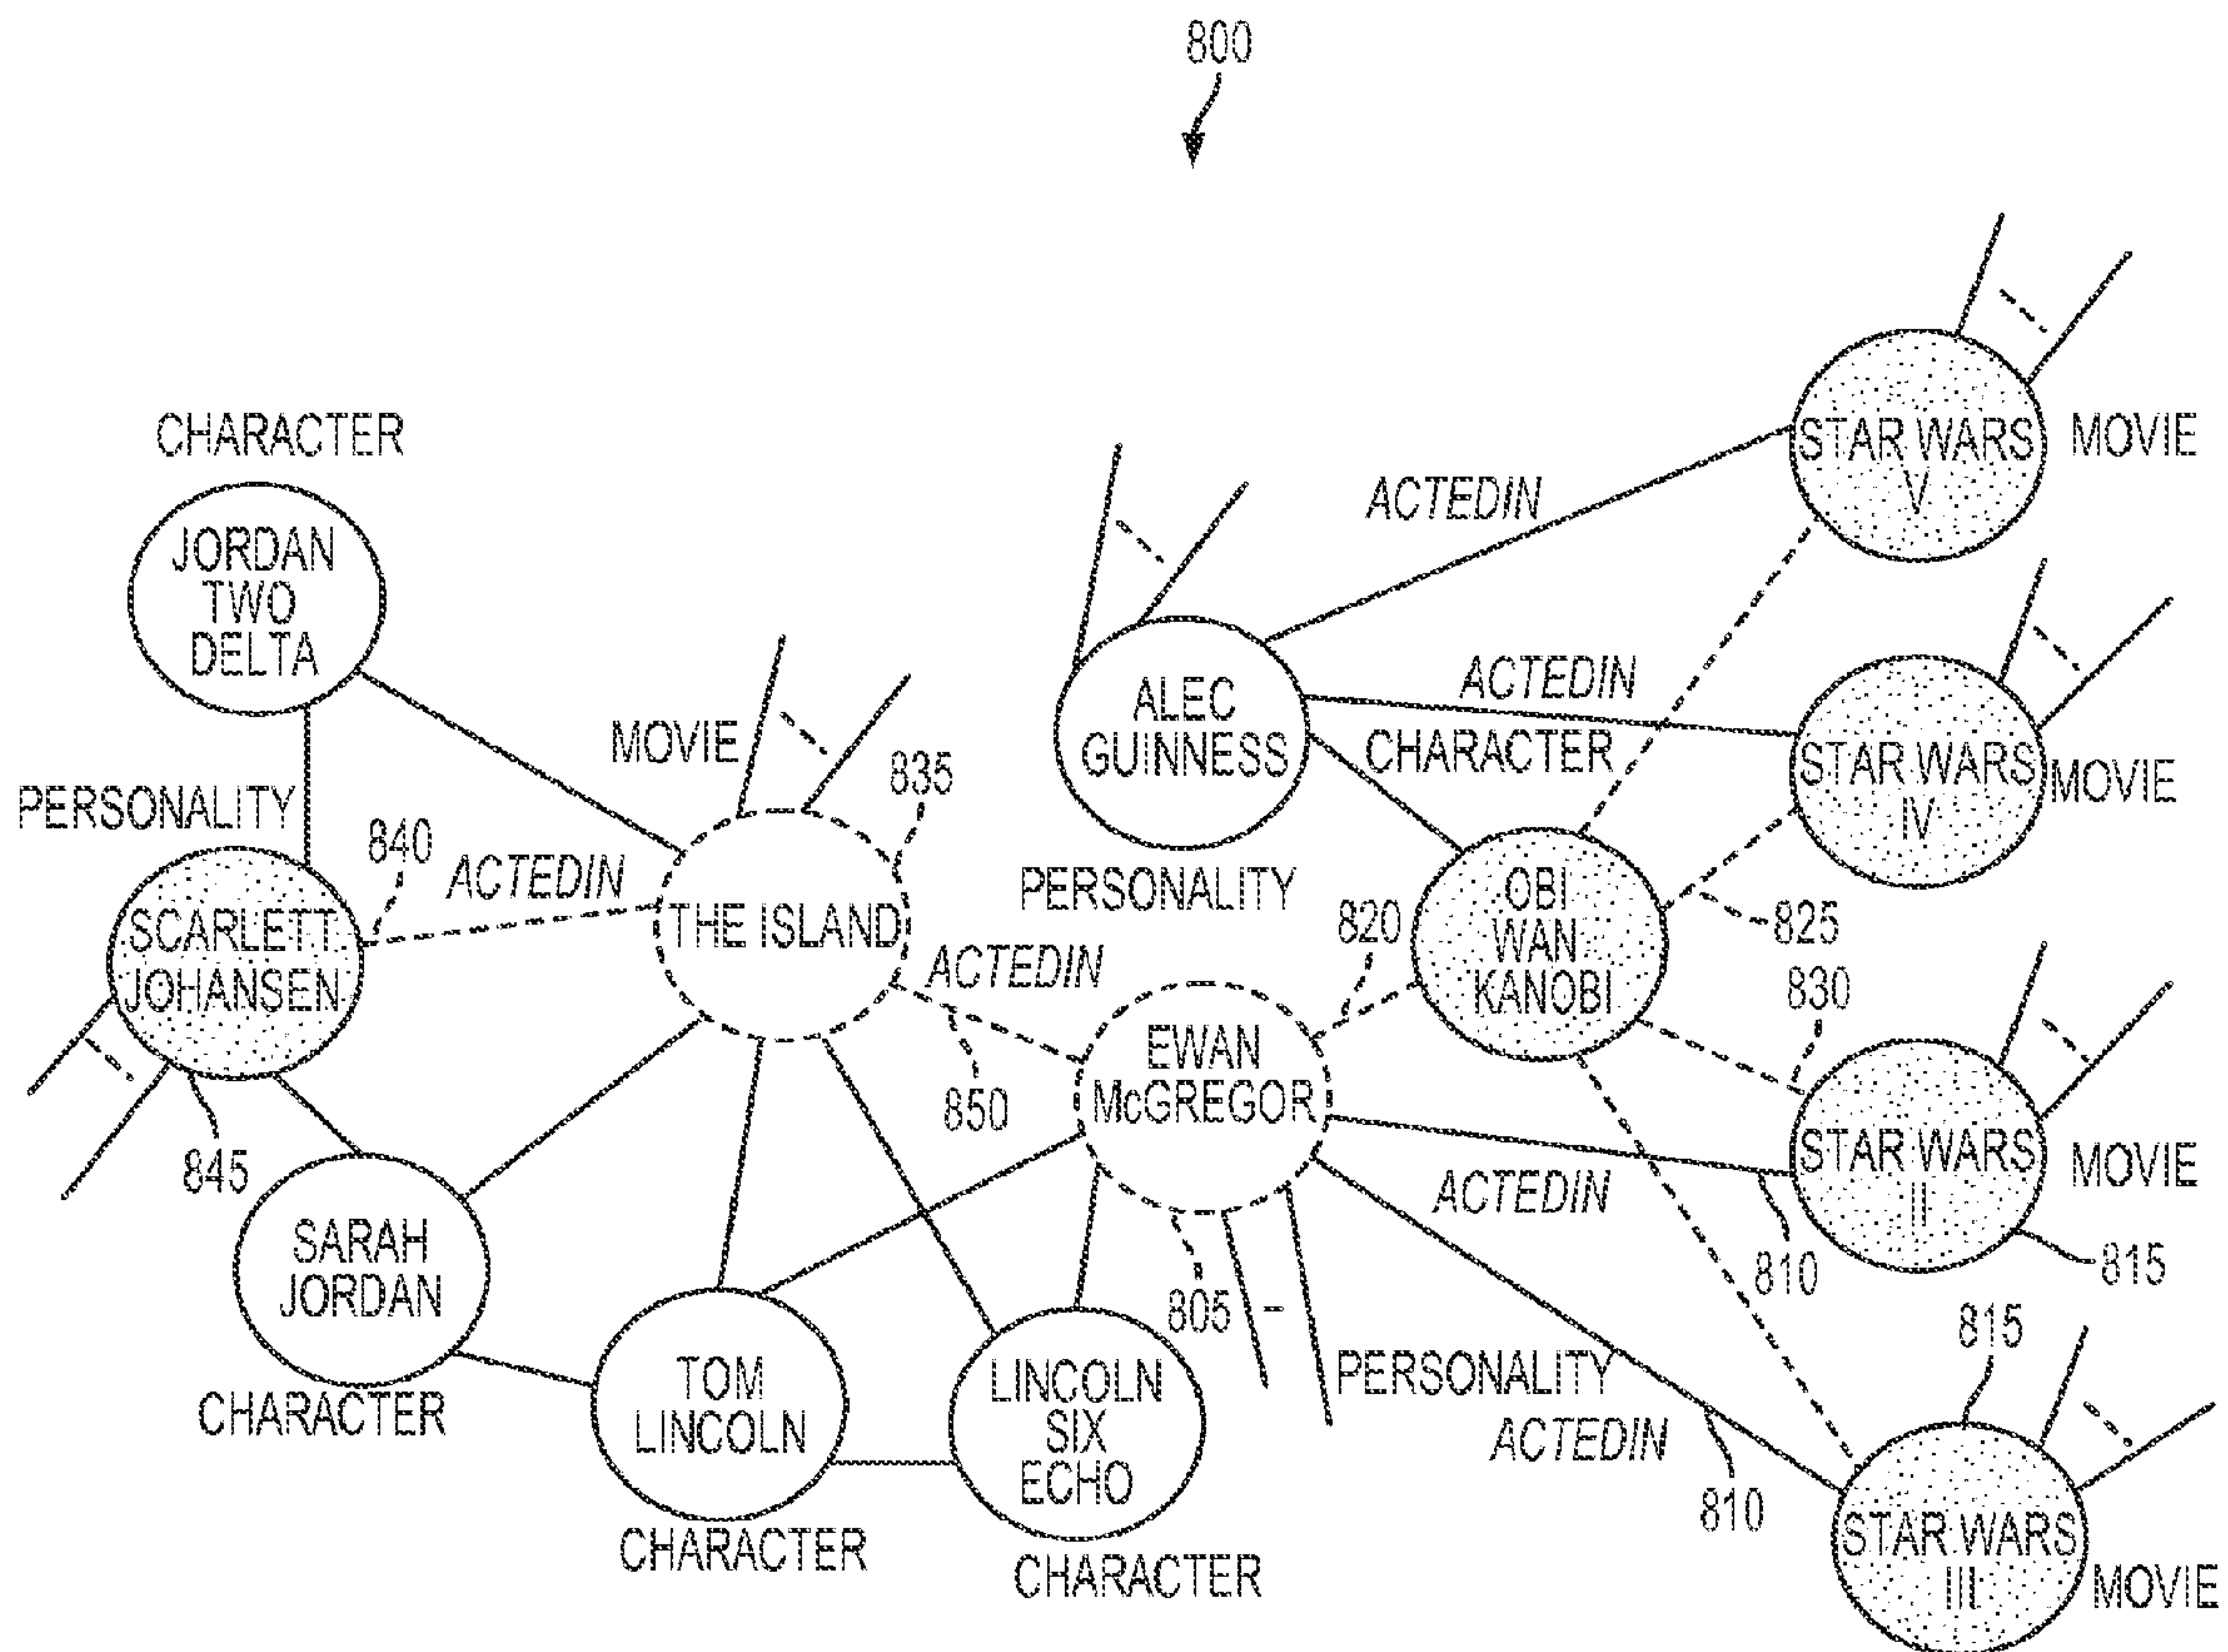 800
CHARACTER
JORDAN
TWO
DELTA
MOVIE
835
PERSONALITY
840
ACTEDIN
SCARLETT
JOHANSEN
THE ISLAND
845
ACTEDIN
850
SARAH
JORDAN
CHARACTER
TOM
LINCOLN
CHARACTER
LINCOLN
SIX
ECHO
CHARACTER
ALEC
GUINNESS
PERSONALITY
ACTEDIN
ACTEDIN
CHARACTER
OBI
WAN
KANOBI
820
825
830
EWAN
McGREGOR
805
PERSONALITY
ACTEDIN
810
ACTEDIN
810
STAR WARS
V
MOVIE
STAR WARS
IV
MOVIE
STAR WARS
II
MOVIE
815
815
STAR WARS
III
MOVIE